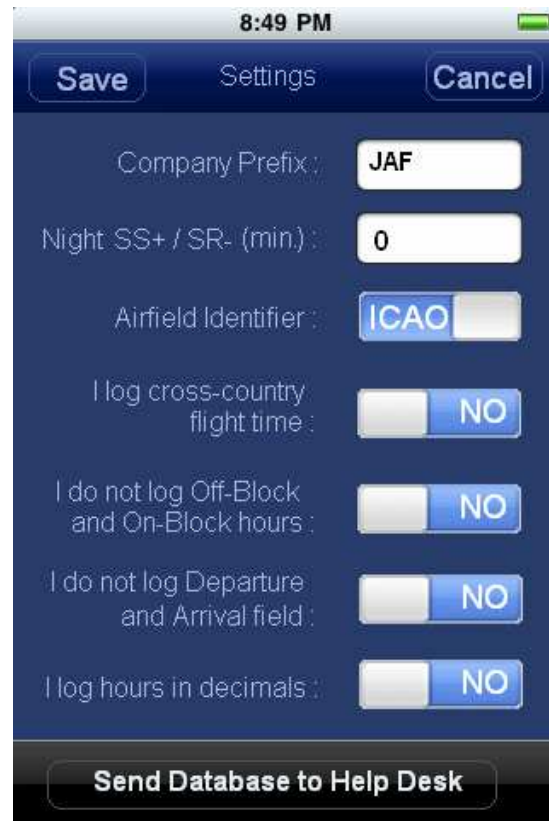 8:49 PM
Save Settings Cancel
Company Prefix : JAF
Night SS+ / SR- (min.) : 0
Airfield Identifier : ICAO
I log cross-country
flight time : NO
I do not log Off-Block
and On-Block hours : NO
I do not log Departure
and Arrival field : NO
I log hours in decimals : NO
Send Database to Help Desk